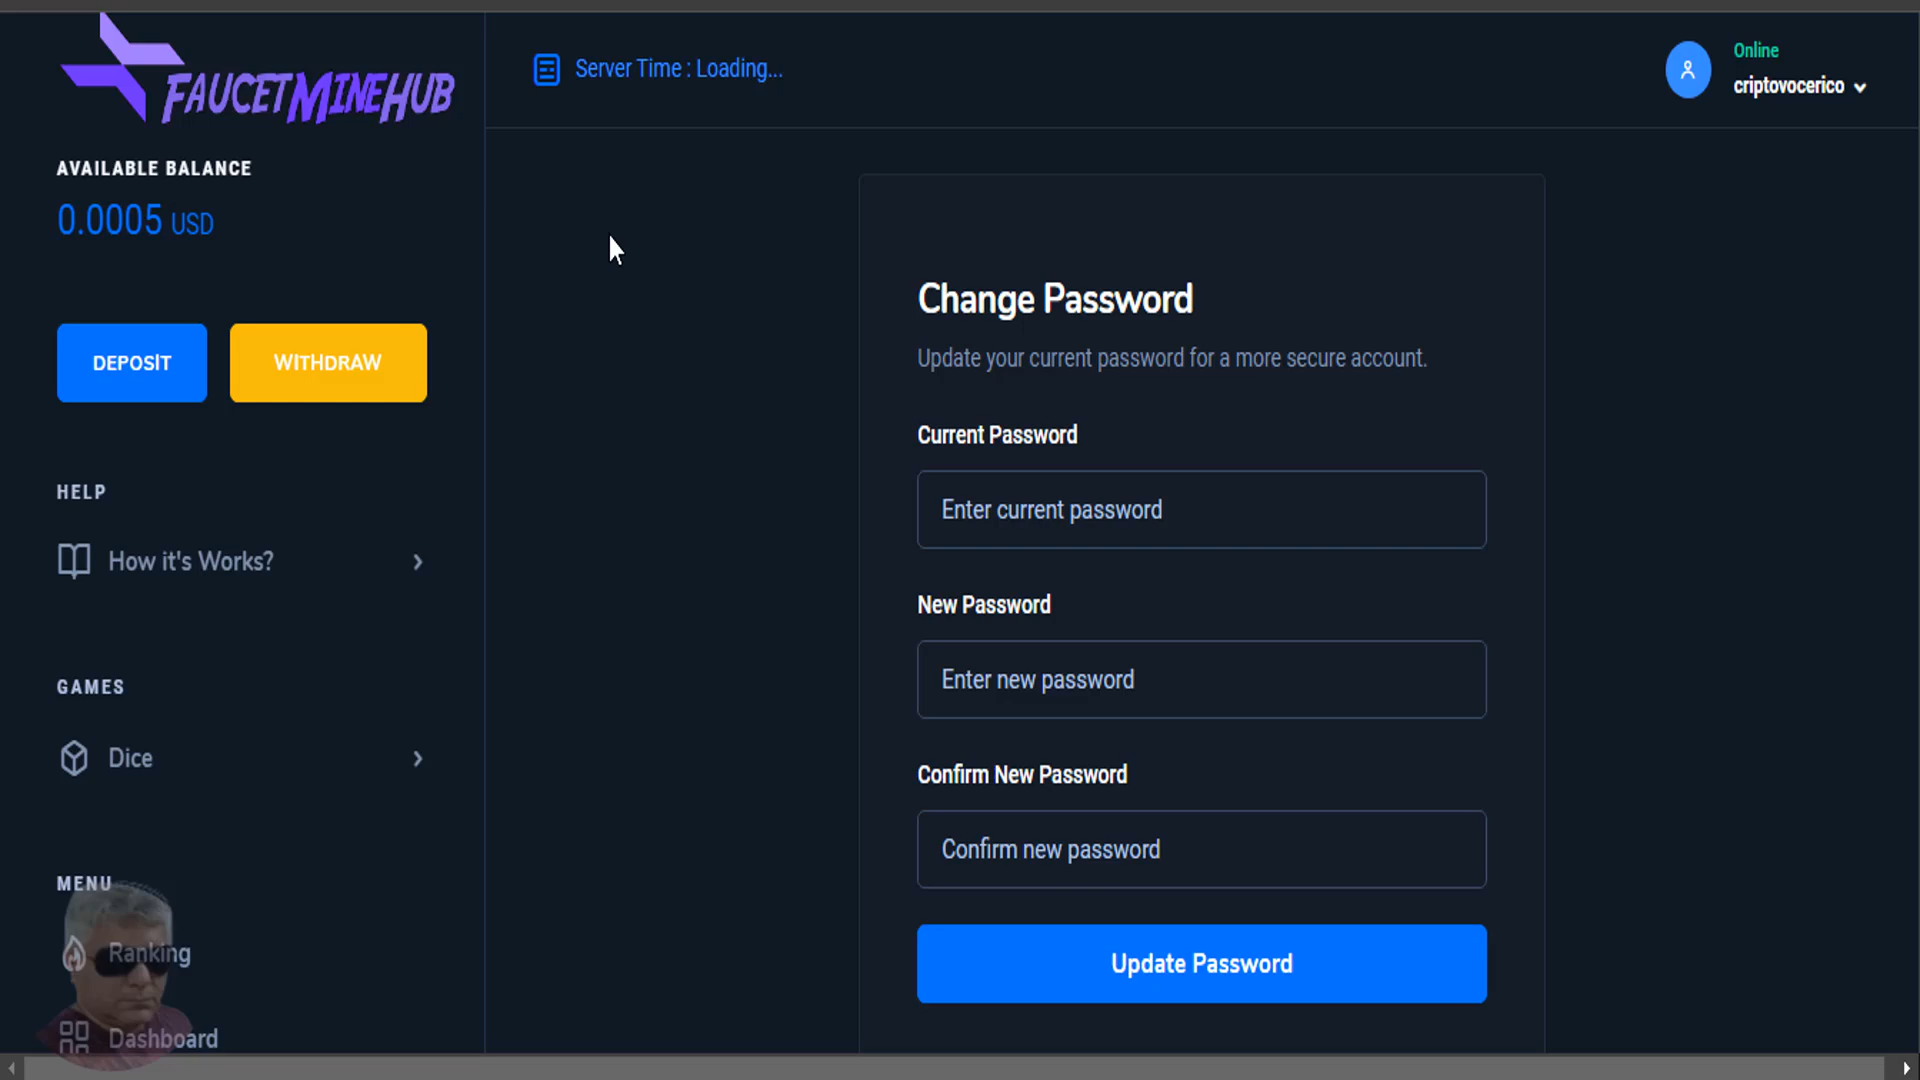 FAUCETMINEHUB
AVAILABLE BALANCE
0.0005 USD
DEPOSIT
WITHDRAW
HELP
How it's Works?
GAMES
Dice
MENU
Ranking
Dashboard
Server Time : Loading...
Online
criptovocerico
Change Password
Update your current password for a more secure account.
Current Password
Enter current password
New Password
Enter new password
Confirm New Password
Confirm new password
Update Password